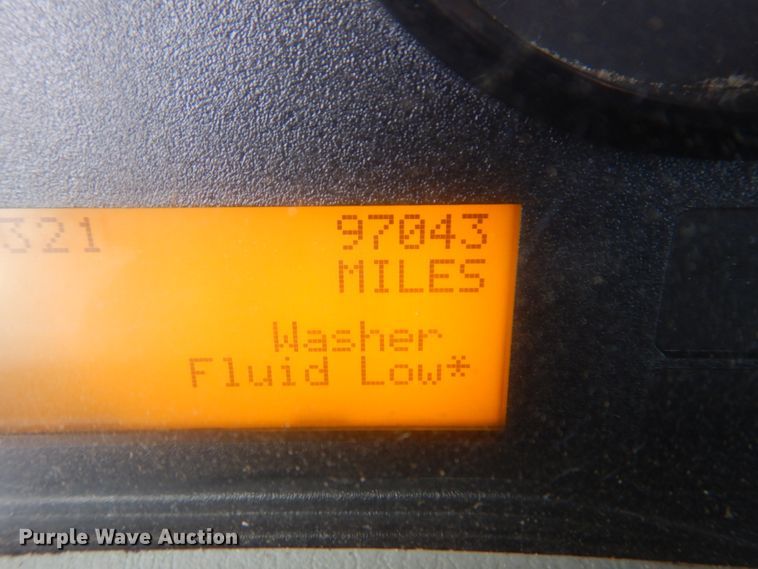 321 97043
MILES
Washer
Fluid Low*
Purple Wave Auction